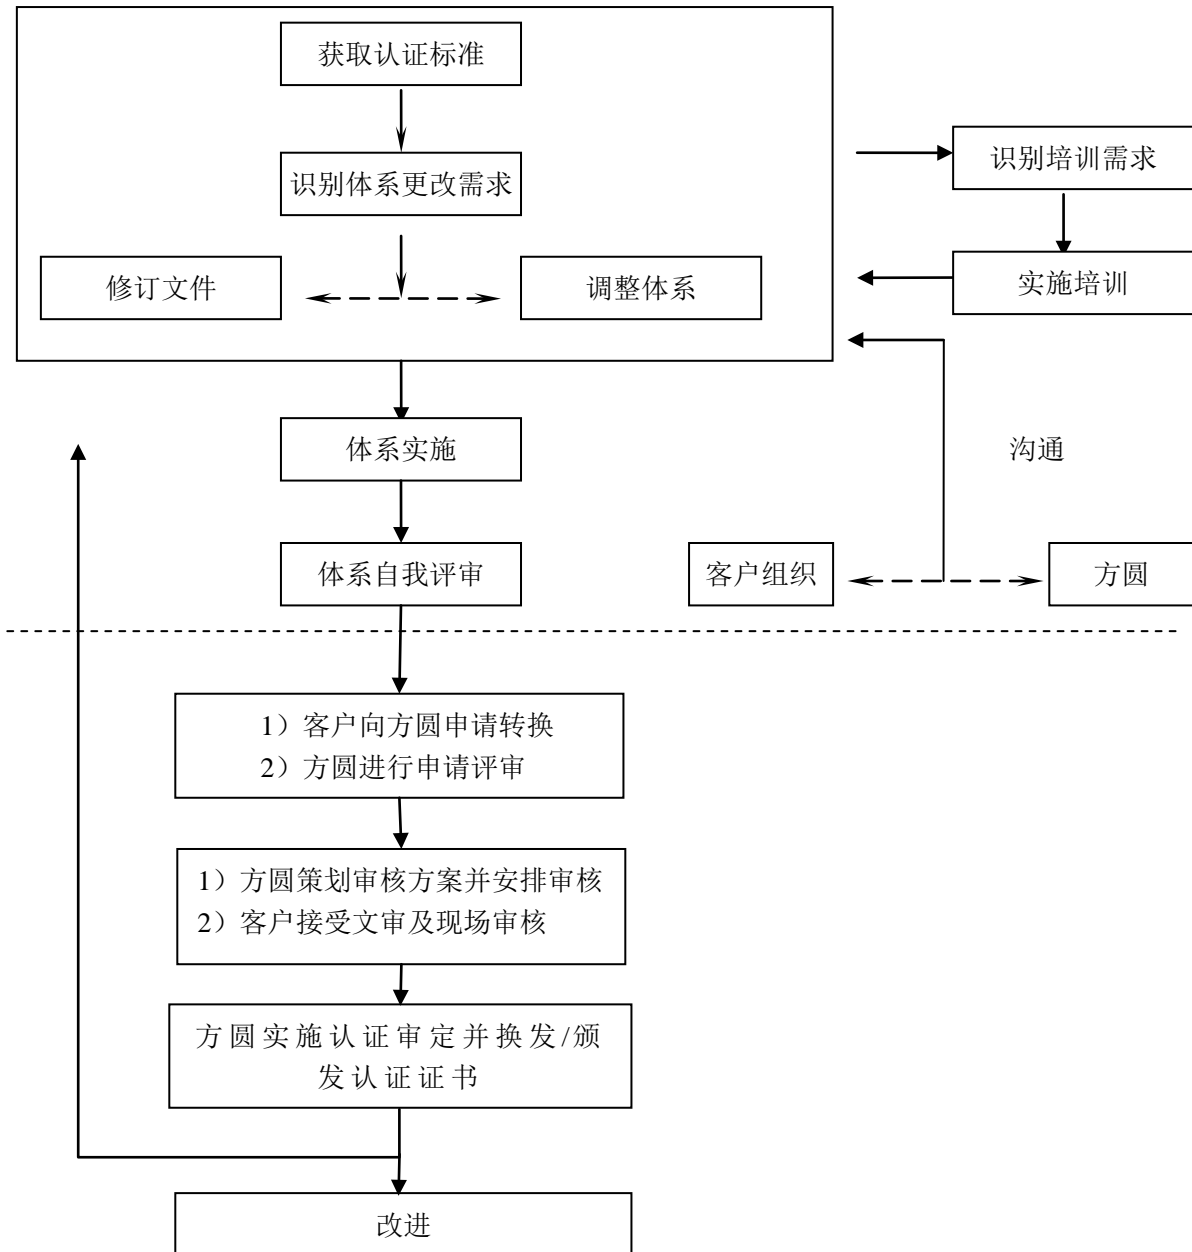 获取认证标准
识别体系更改需求
识别培训需求
修订文件
调整体系
实施培训
体系实施
沟通
体系自我评审
客户组织
方圆
1）客户向方圆申请转换
2）方圆进行申请评审
1）方圆策划审核方案并安排审核
2）客户接受文审及现场审核
方圆实施认证审定并换发/颁
发认证证书
改进